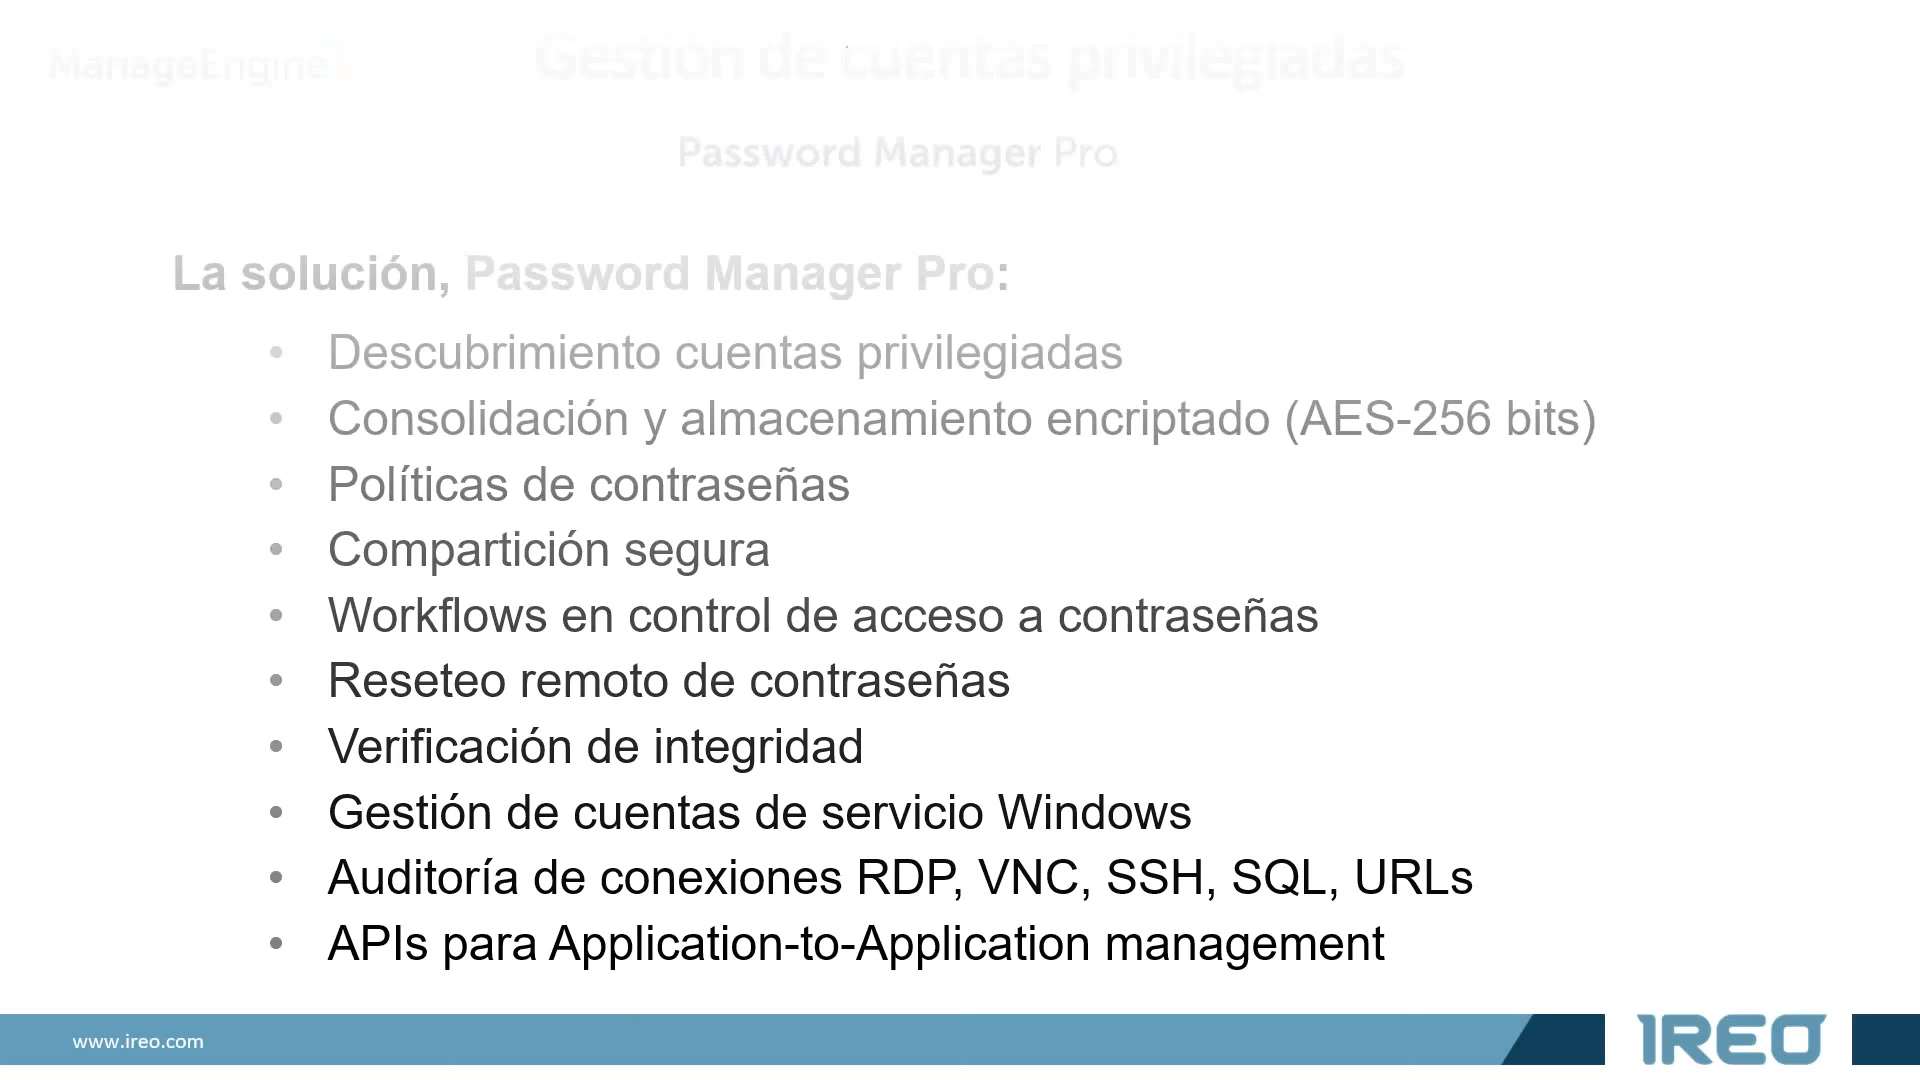 ManageEngine
Gestión de cuentas privilegiadas
Password Manager Pro
La solución, Password Manager Pro:
• Descubrimiento cuentas privilegiadas
• Consolidación y almacenamiento encriptado (AES-256 bits)
• Políticas de contraseñas
• Compartición segura
• Workflows en control de acceso a contraseñas
• Reseteo remoto de contraseñas
• Verificación de integridad
• Gestión de cuentas de servicio Windows
• Auditoría de conexiones RDP, VNC, SSH, SQL, URLs
• APIs para Application-to-Application management
www.ireo.com
IREO